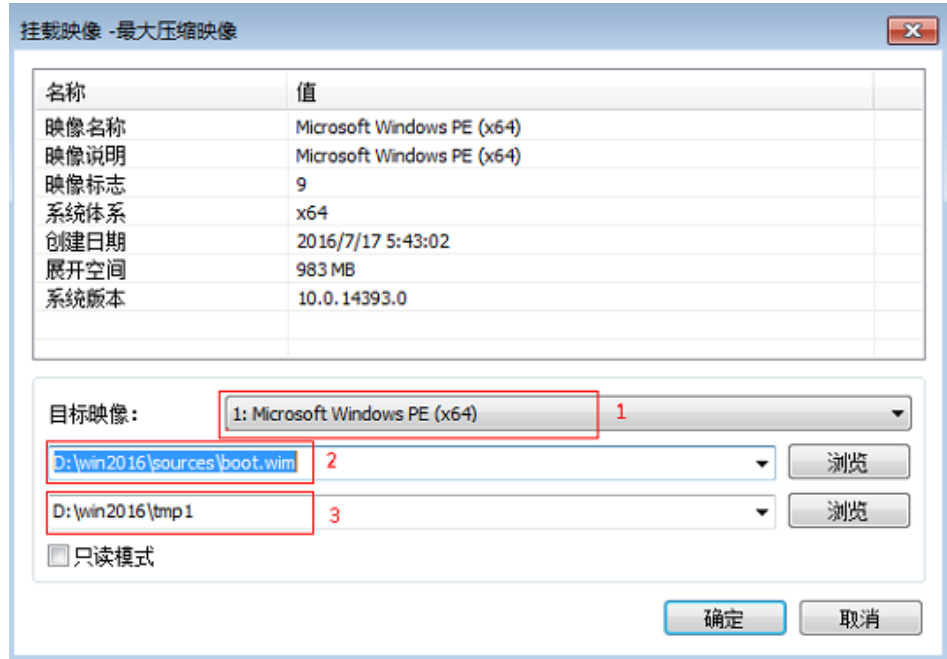 挂载映像 -最大压缩映像
名称 值
映像名称 Microsoft Windows PE (x64)
映像说明 Microsoft Windows PE (x64)
映像标志 9
系统体系 x64
创建日期 2016/7/17 5:43:02
展开空间 983 MB
系统版本 10.0.14393.0
目标映像: 1: Microsoft Windows PE (x64) 1
D:\win2016\sources\boot.wim 2 浏览
D:\win2016\tmp1 3 浏览
只读模式
确定 取消